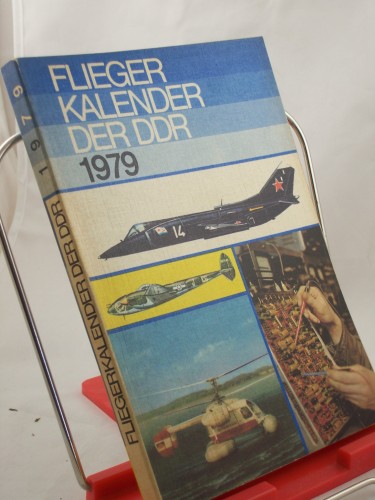 FLIEGER
KALENDER
DER DDR
1979
14
FLIEGERKALENDER DER DDR 1979